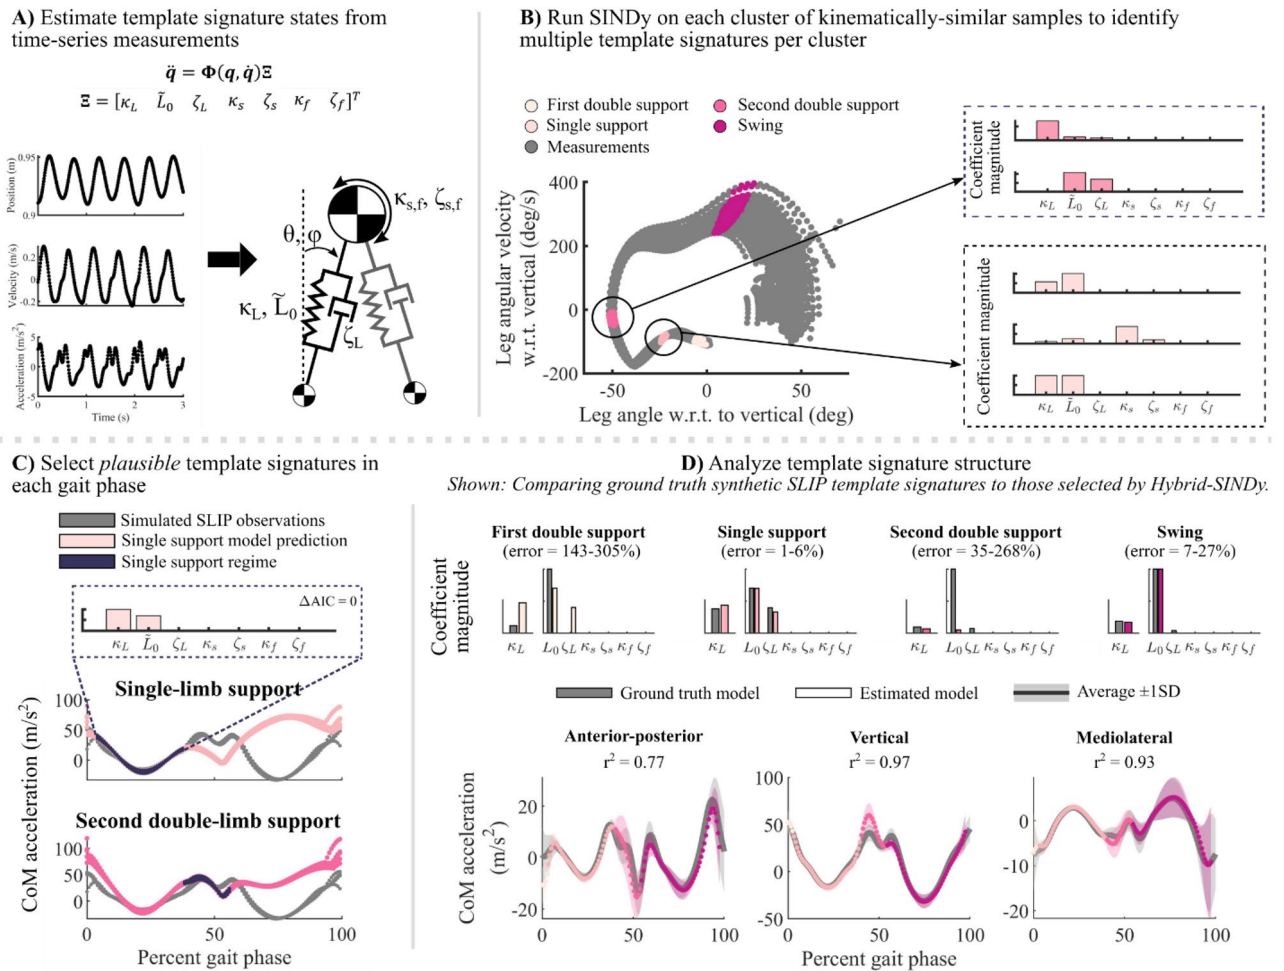 A) Estimate template signature states from
time-series measurements
q̈ = Φ(q, q̇)Ξ
Ξ = [κL L̃0 ζL κs ζs κf ζf]T
Position (m)
0.95
0.9
0 1 2 3
Velocity (m/s)
0.2
0
-0.2
Acceleration (m/s²)
5
0
-5
0 1 2 3
Time (s)
κs,f, ζs,f
θ, φ
κL, L̃0
ζL
B) Run SINDy on each cluster of kinematically-similar samples to identify
multiple template signatures per cluster
First double support
Second double support
Single support
Swing
Measurements
Leg angular velocity
w.r.t. vertical (deg/s)
400
200
0
-200
-50 0 50
Leg angle w.r.t. to vertical (deg)
Coefficient
magnitude
κL L̃0 ζL κs ζs κf ζf
Coefficient magnitude
κL L̃0 ζL κs ζs κf ζf
C) Select plausible template signatures in
each gait phase
Simulated SLIP observations
Single support model prediction
Single support regime
ΔAIC = 0
κL L̃0 ζL κs ζs κf ζf
Single-limb support
100
50
0
Second double-limb support
100
50
0
CoM acceleration (m/s²)
0 50 100
Percent gait phase
D) Analyze template signature structure
Shown: Comparing ground truth synthetic SLIP template signatures to those selected by Hybrid-SINDy.
First double support
(error = 143-305%)
Single support
(error = 1-6%)
Second double support
(error = 35-268%)
Swing
(error = 7-27%)
Coefficient
magnitude
κL L0 ζL κs ζs κf ζf
κL L0 ζL κs ζs κf ζf
κL L0 ζL κs ζs κf ζf
κL L0 ζL κs ζs κf ζf
Ground truth model
Estimated model
Average ±1SD
Anterior-posterior
r² = 0.77
Vertical
r² = 0.97
Mediolateral
r² = 0.93
CoM acceleration
(m/s²)
20
0
-20
0 50 100
100
50
0
-50
0 50 100
0
-10
-20
0 50 100
Percent gait phase